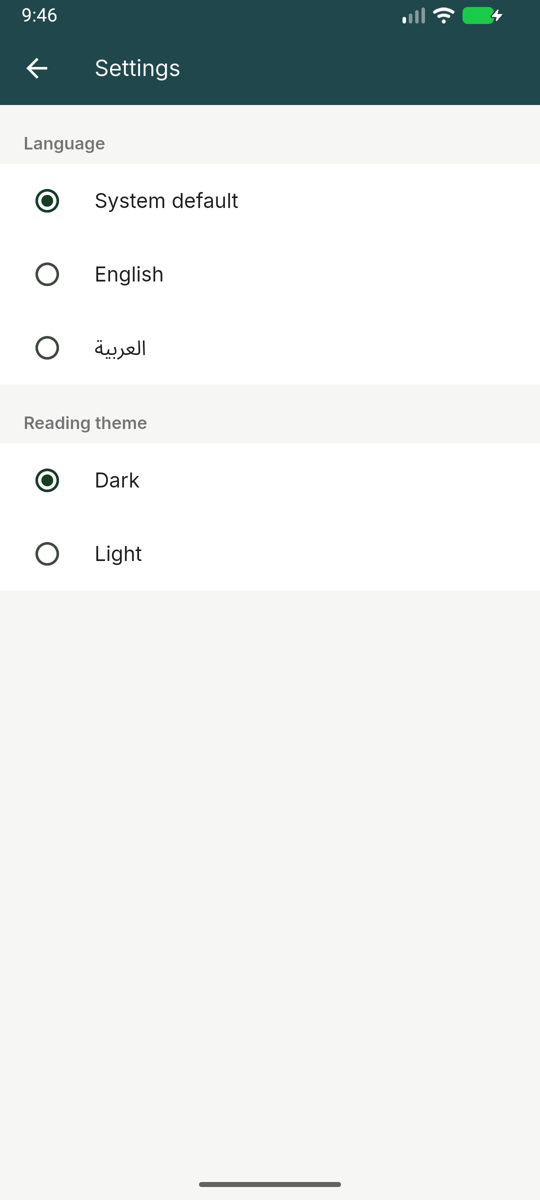 9:46
Settings
Language
System default
English
العربية
Reading theme
Dark
Light